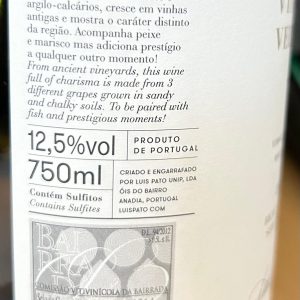 argilo-calcários, cresce em vinhas
antigas e mostra o caráter distinto
da região. Acompanha peixe
e marisco mas adiciona prestígio
a qualquer outro momento!
From ancient vineyards, this wine
full of charisma is made from 3
different grapes grown in sandy
and chalky soils. To be paired with
fish and prestigious moments!
12,5%vol
PRODUTO
DE PORTUGAL
750ml
Contém Sulfitos
Contains Sulfites
CRIADO E ENGARRAFADO
POR LUIS PATO UNIP, LDA
ÓIS DO BAIRRO
ANADIA, PORTUGAL
LUISPATO COM
BAI
RRA
COMISSÃO VITIVINÍCOLA DA BAIRRADA